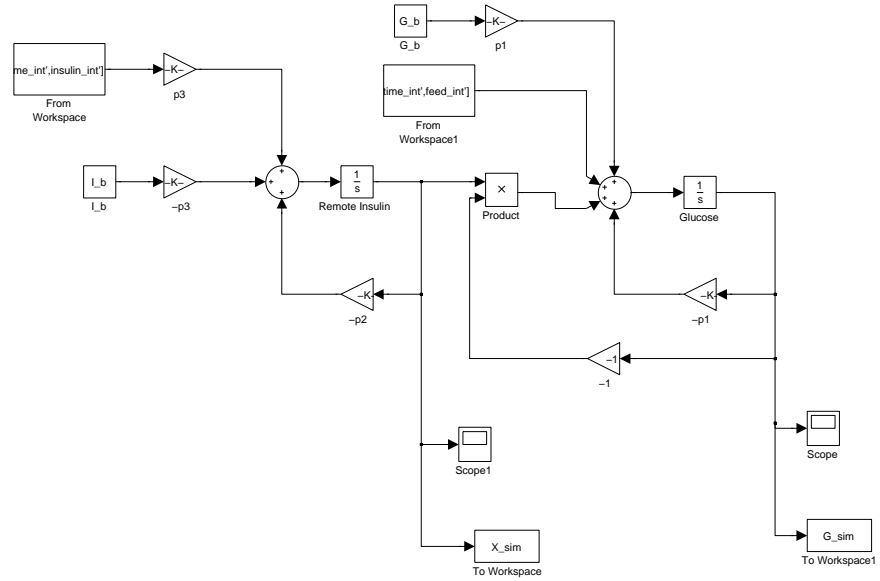 G_b
G_b
–K–
p1
me_int',insulin_int']
From
Workspace
–K–
p3
time_int',feed_int']
From
Workspace1
I_b
I_b
–K–
–p3
1
s
Remote Insulin
×
Product
1
s
Glucose
–K–
–p2
–K–
–p1
–1
–1
Scope1
Scope
X_sim
To Workspace
G_sim
To Workspace1